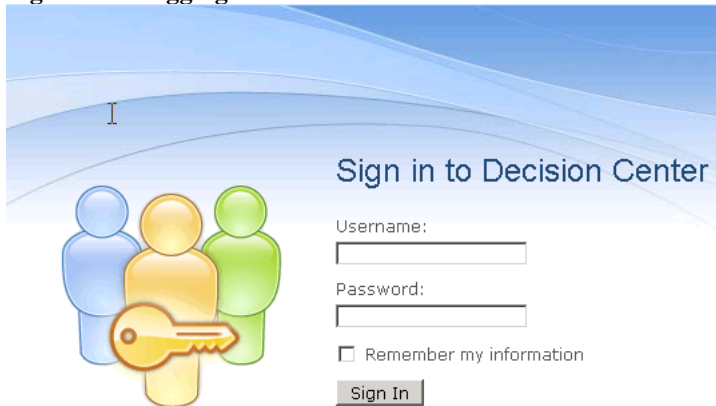 Sign in to Decision Center
Username:
Password:
Remember my information
Sign In